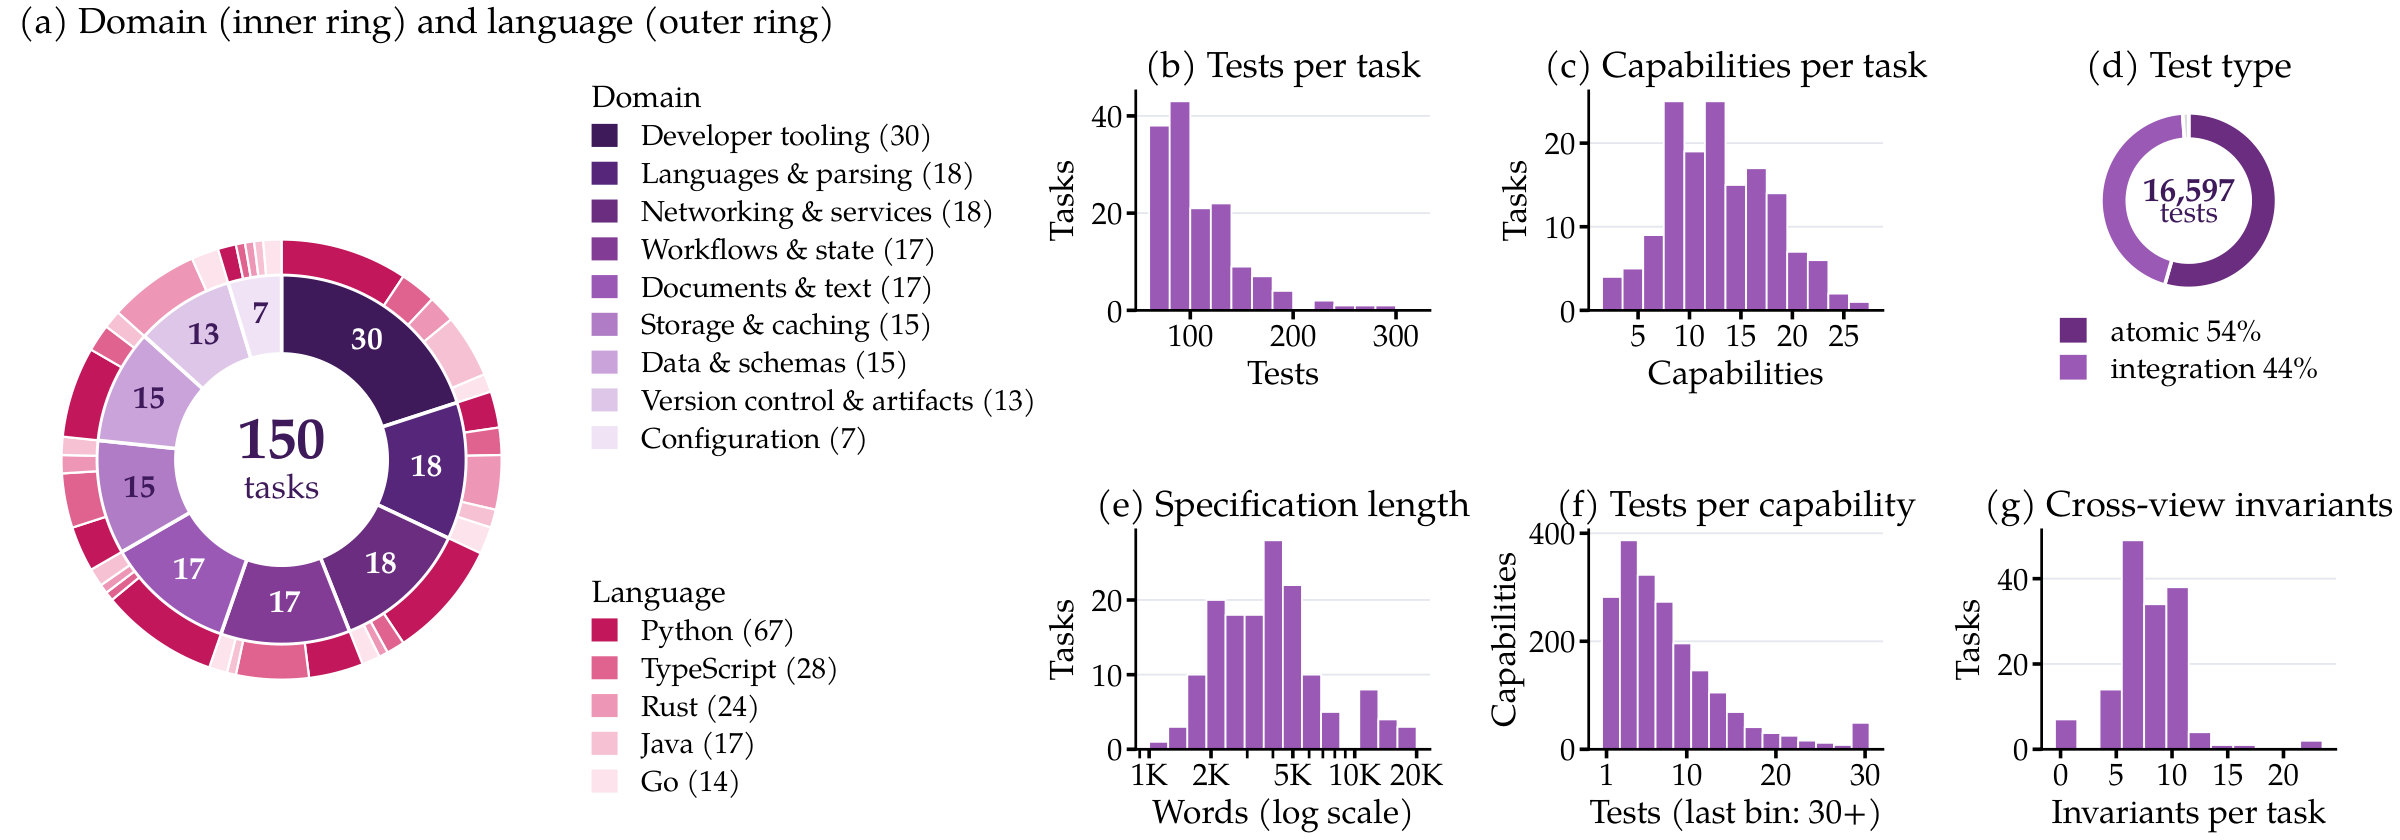 (a) Domain (inner ring) and language (outer ring)
30
18
18
17
17
15
15
13
7
150
tasks
Domain
Developer tooling (30)
Languages & parsing (18)
Networking & services (18)
Workflows & state (17)
Documents & text (17)
Storage & caching (15)
Data & schemas (15)
Version control & artifacts (13)
Configuration (7)
Language
Python (67)
TypeScript (28)
Rust (24)
Java (17)
Go (14)
(b) Tests per task
Tasks
40
20
0
100 200 300
Tests
(c) Capabilities per task
Tasks
20
10
0
5 10 15 20 25
Capabilities
(d) Test type
16,597
tests
atomic 54%
integration 44%
(e) Specification length
Tasks
20
10
0
1K 2K 5K 10K 20K
Words (log scale)
(f) Tests per capability
Capabilities
400
200
0
1 10 20 30
Tests (last bin: 30+)
(g) Cross-view invariants
Tasks
40
20
0
0 5 10 15 20
Invariants per task